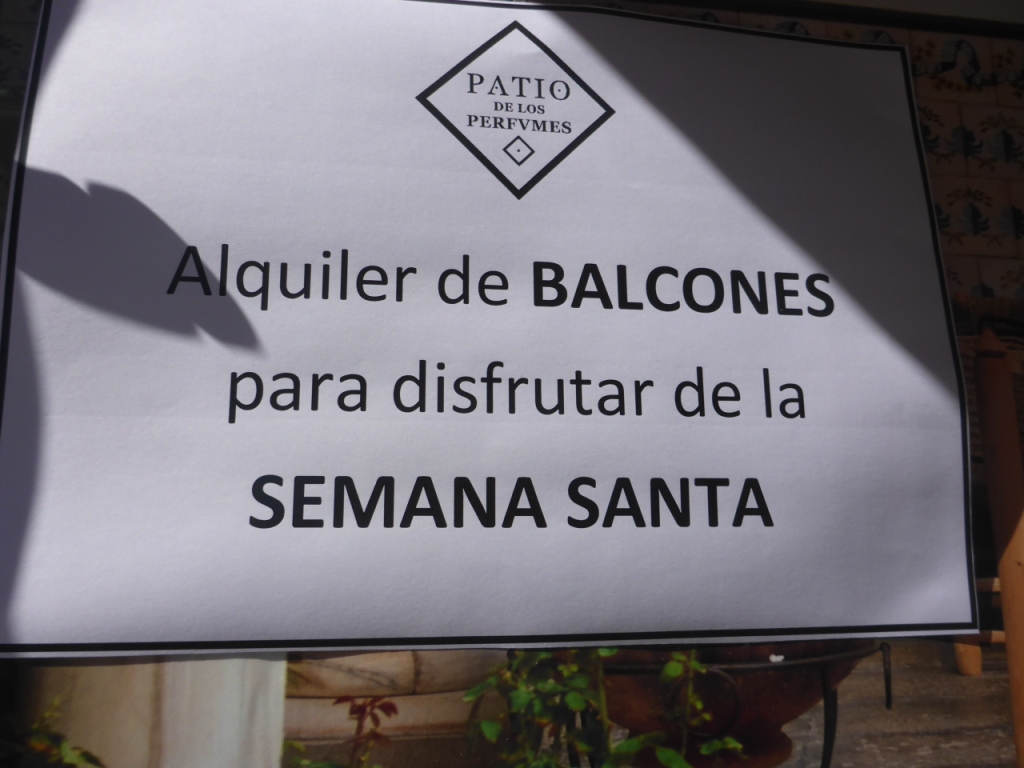 PATIO
DE LOS
PERFVMES
Alquiler de BALCONES
para disfrutar de la
SEMANA SANTA